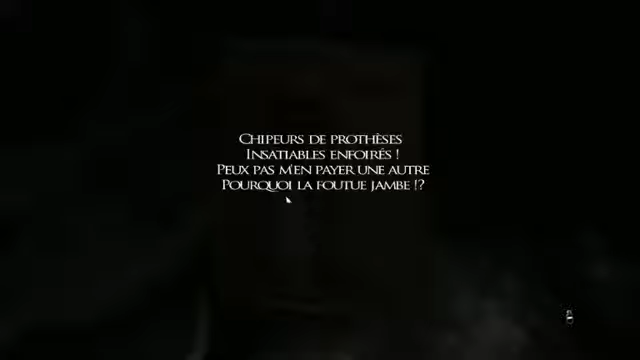 Chipeurs de prothèses
Insatiables enfoirés !
Peux pas m'en payer une autre
Pourquoi la foutue jambe !?